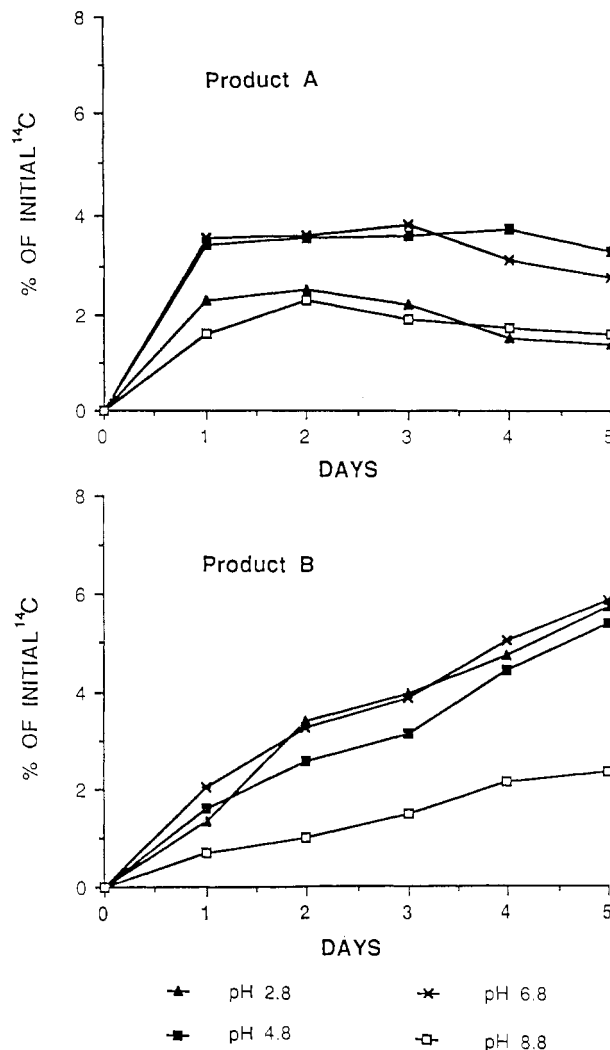 8
Product A
6
4
2
0
% OF INITIAL ¹⁴C
0 1 2 3 4 5
DAYS
8
Product B
6
4
2
0
% OF INITIAL ¹⁴C
0 1 2 3 4 5
DAYS
pH 2.8 pH 6.8
pH 4.8 pH 8.8